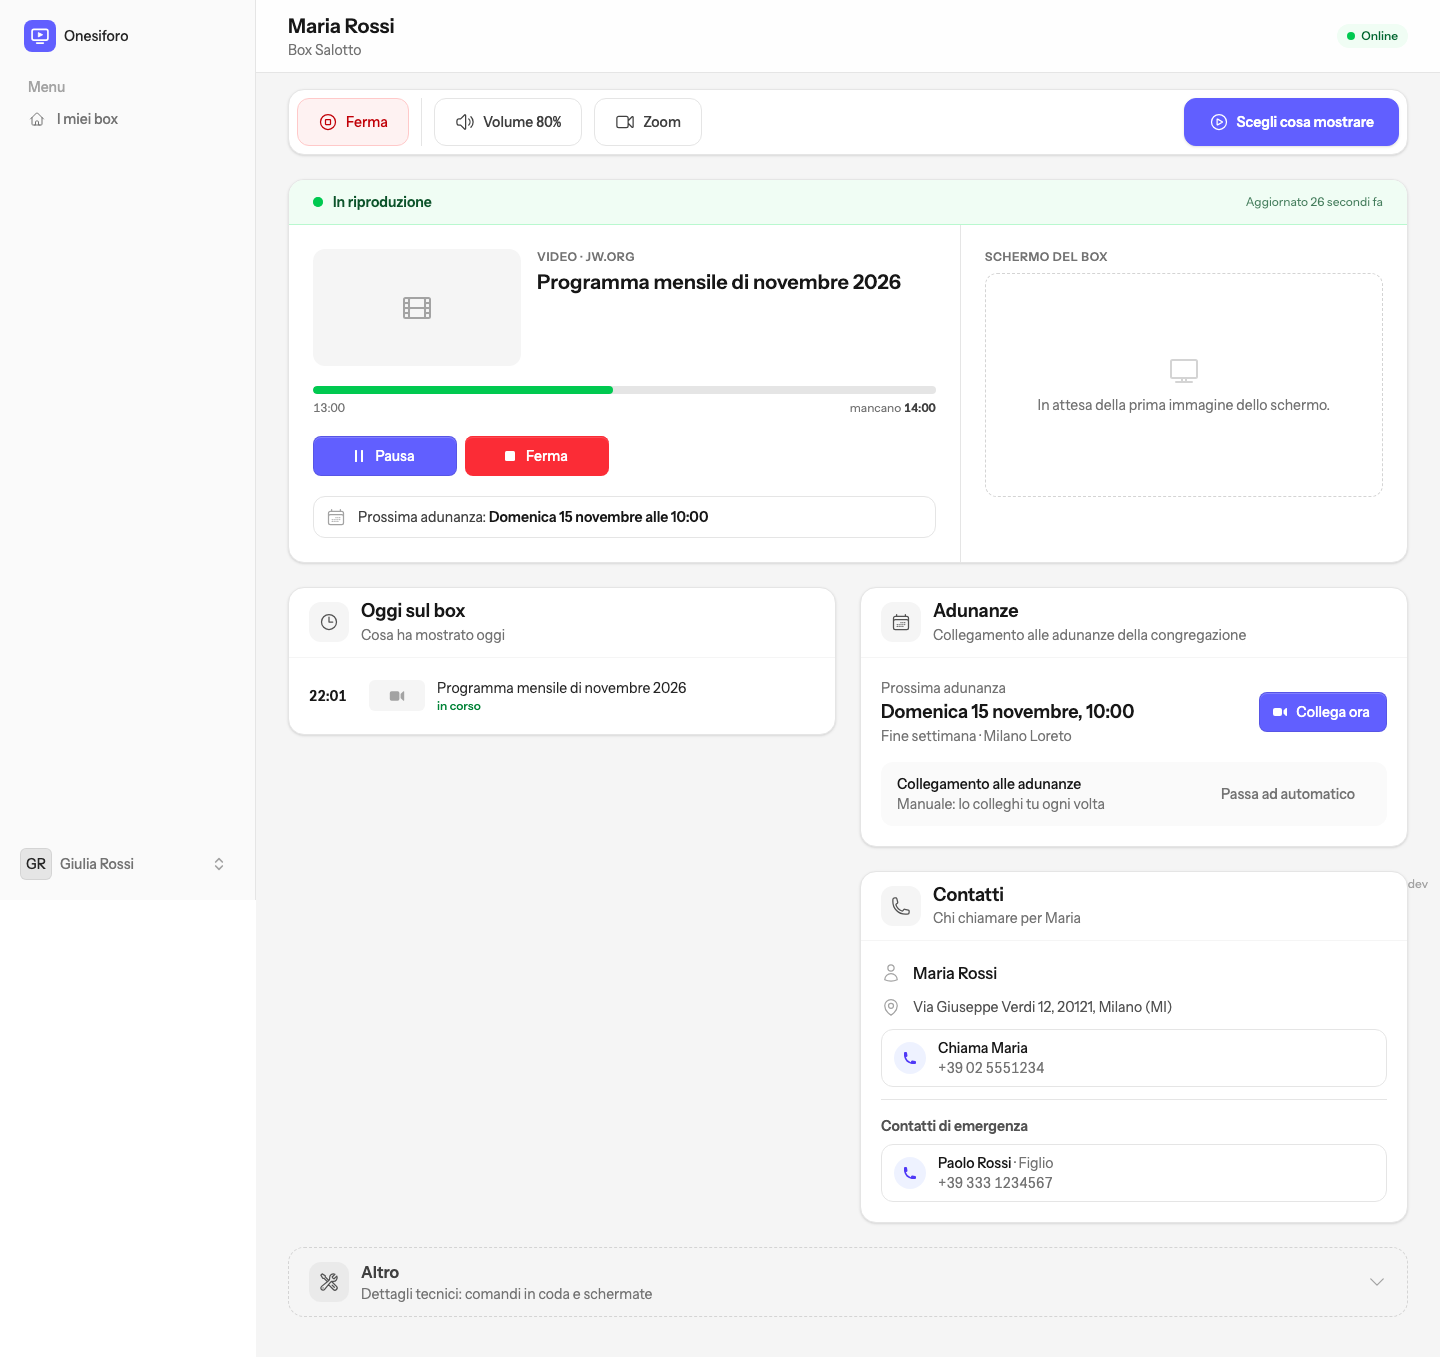 Onesiforo
Menu
I miei box
GR
Giulia Rossi
Maria Rossi
Box Salotto
Online
Ferma
Volume 80%
Zoom
Scegli cosa mostrare
In riproduzione
Aggiornato 26 secondi fa
VIDEO · JW.ORG
Programma mensile di novembre 2026
13:00
mancano 14:00
Pausa
Ferma
Prossima adunanza: Domenica 15 novembre alle 10:00
SCHERMO DEL BOX
In attesa della prima immagine dello schermo.
Oggi sul box
Cosa ha mostrato oggi
22:01
Programma mensile di novembre 2026
in corso
Adunanze
Collegamento alle adunanze della congregazione
Prossima adunanza
Domenica 15 novembre, 10:00
Fine settimana · Milano Loreto
Collega ora
Collegamento alle adunanze
Manuale: lo colleghi tu ogni volta
Passa ad automatico
dev
Contatti
Chi chiamare per Maria
Maria Rossi
Via Giuseppe Verdi 12, 20121, Milano (MI)
Chiama Maria
+39 02 5551234
Contatti di emergenza
Paolo Rossi · Figlio
+39 333 1234567
Altro
Dettagli tecnici: comandi in coda e schermate